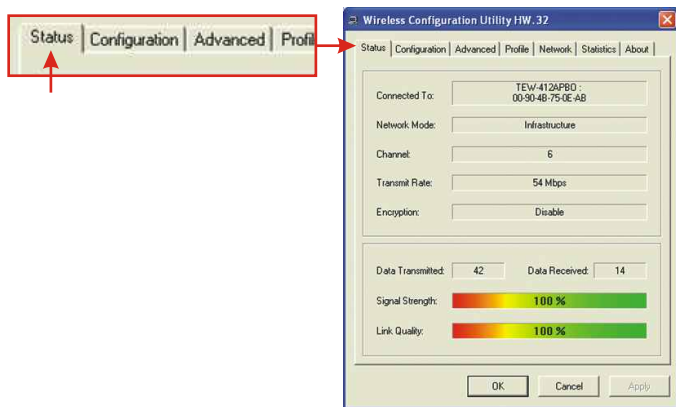 Status Configuration Advanced Profil
Wireless Configuration Utility HW.32
Status Configuration Advanced Profile Network Statistics About
Connected To: TEW-412APBO :
00-90-4B-75-0E-AB
Network Mode: Infrastructure
Channel: 6
Transmit Rate: 54 Mbps
Encryption: Disable
Data Transmitted: 42 Data Received: 14
Signal Strength: 100 %
Link Quality: 100 %
OK Cancel Apply